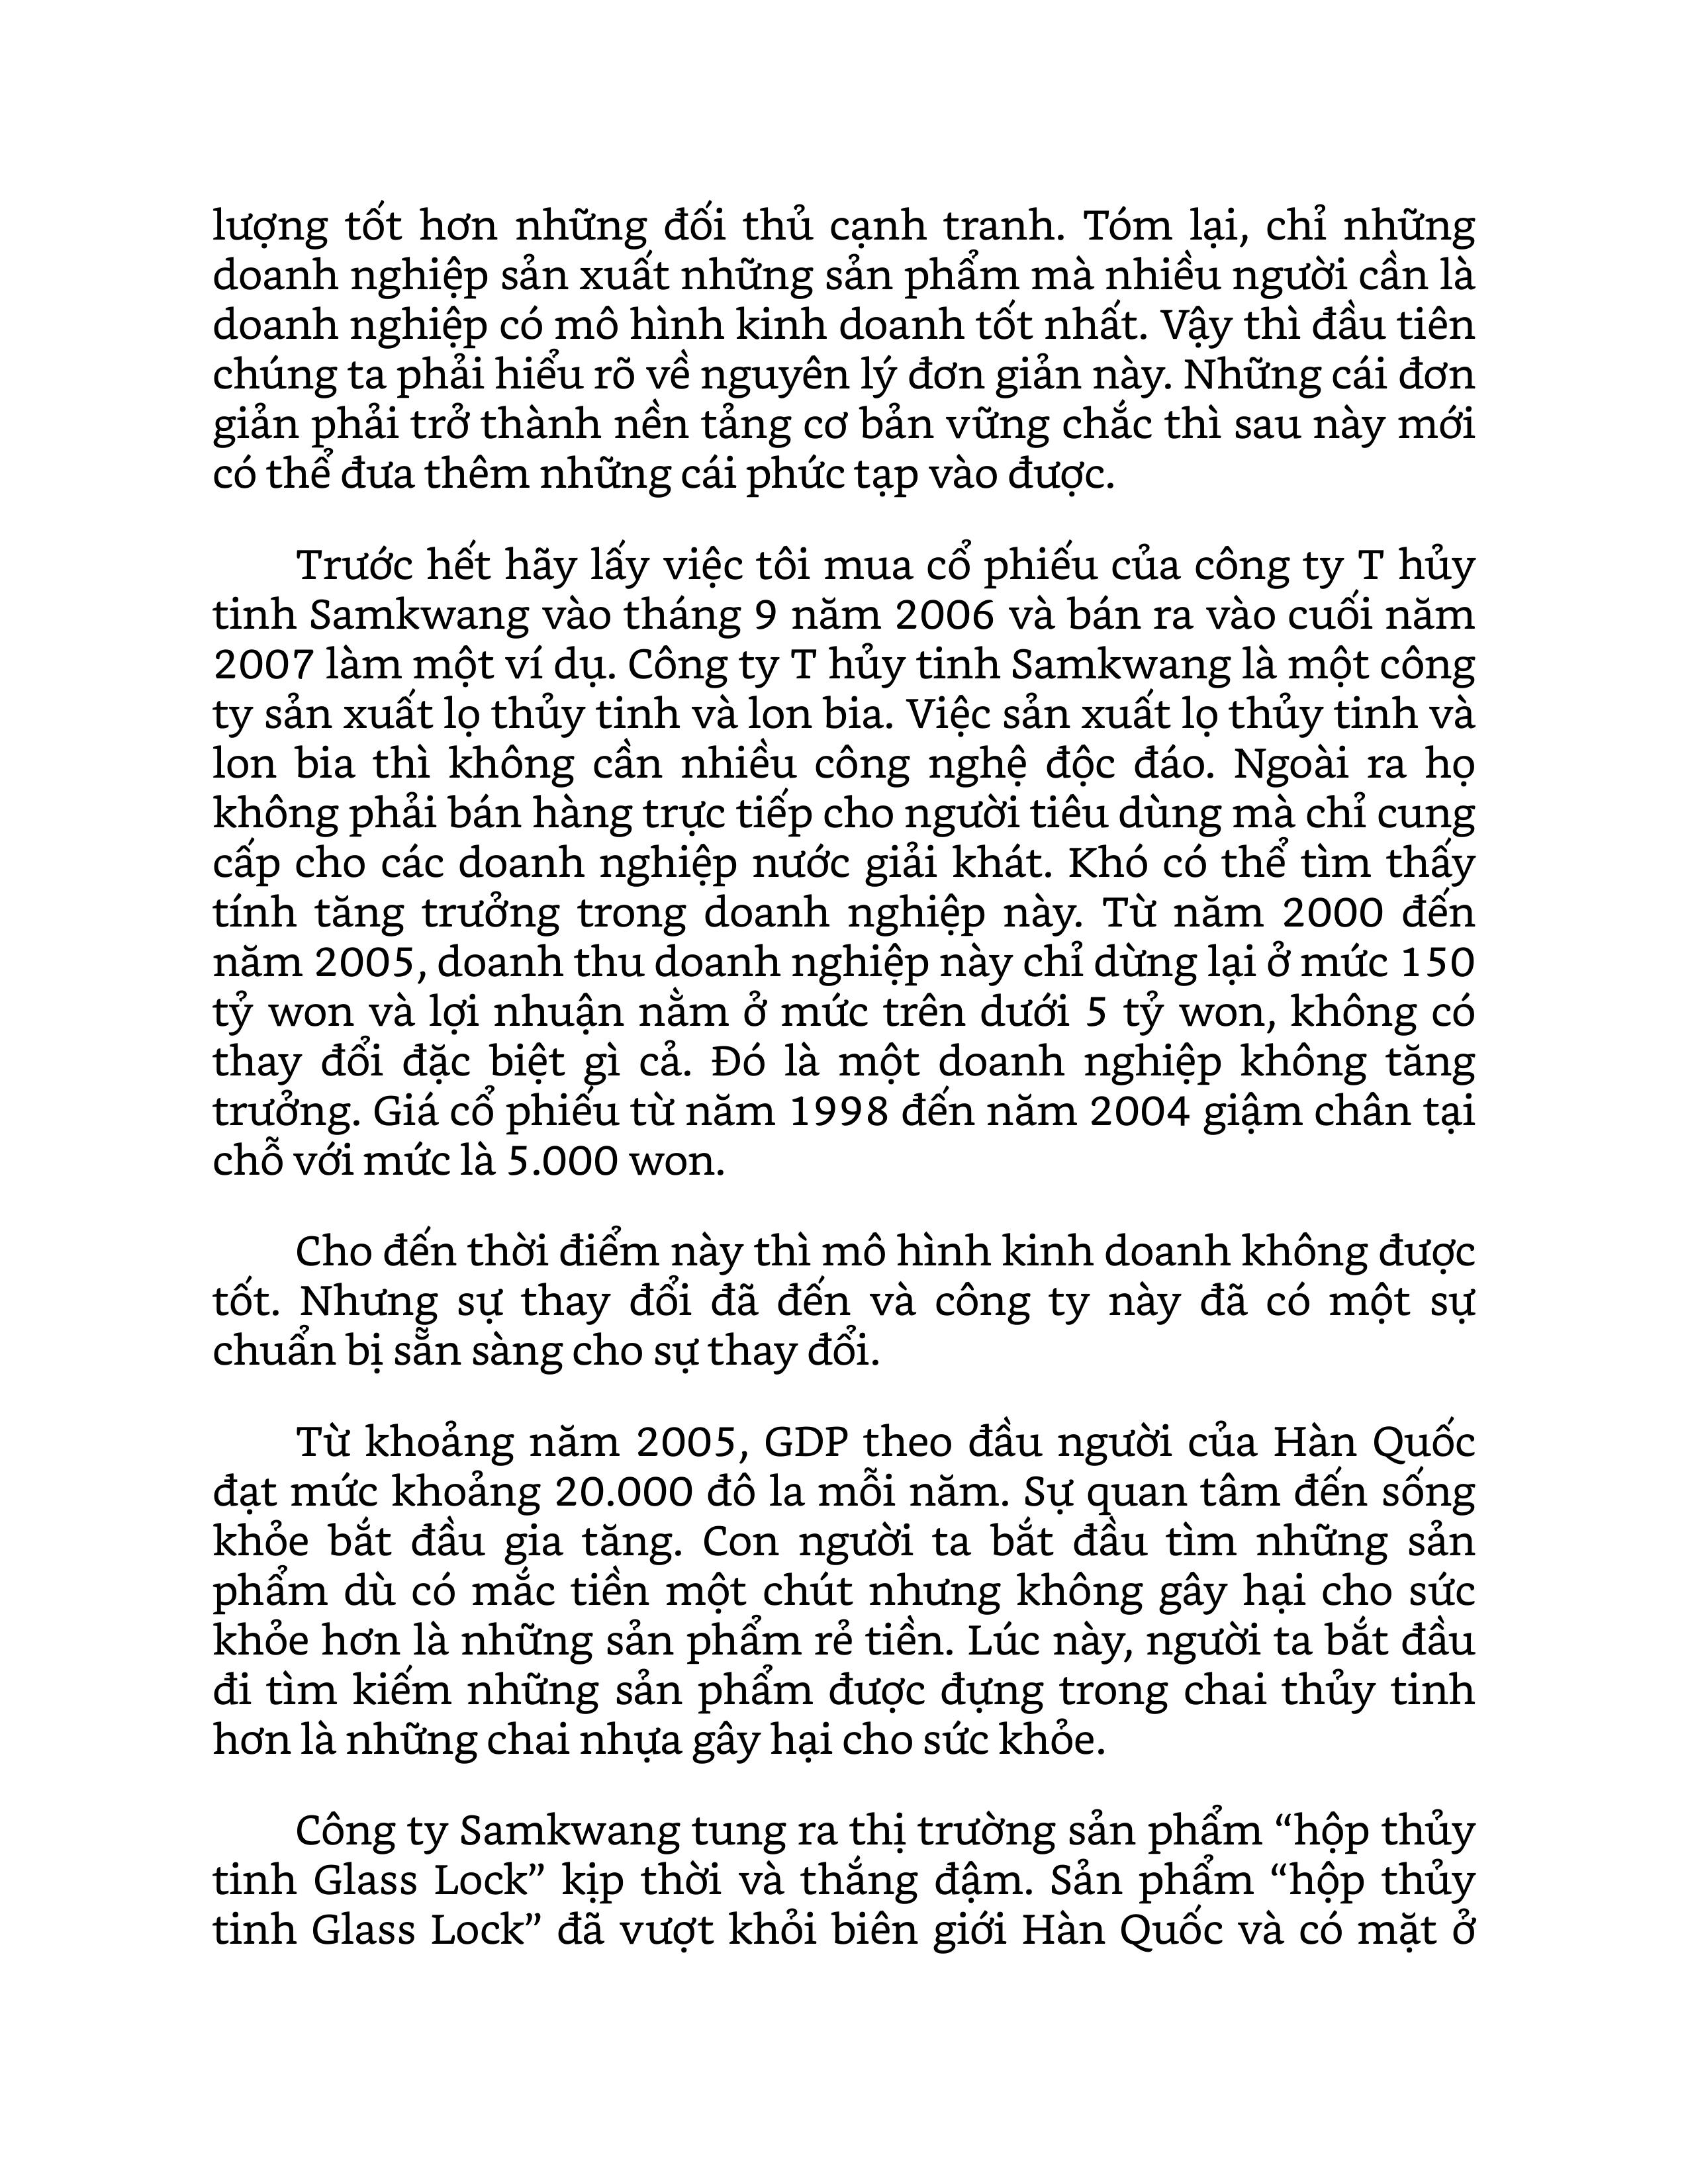 lượng tốt hơn những đối thủ cạnh tranh. Tóm lại, chỉ những
doanh nghiệp sản xuất những sản phẩm mà nhiều người cần là
doanh nghiệp có mô hình kinh doanh tốt nhất. Vậy thì đầu tiên
chúng ta phải hiểu rõ về nguyên lý đơn giản này. Những cái đơn
giản phải trở thành nền tảng cơ bản vững chắc thì sau này mới
có thể đưa thêm những cái phức tạp vào được.
Trước hết hãy lấy việc tôi mua cổ phiếu của công ty T hủy
tinh Samkwang vào tháng 9 năm 2006 và bán ra vào cuối năm
2007 làm một ví dụ. Công ty T hủy tinh Samkwang là một công
ty sản xuất lọ thủy tinh và lon bia. Việc sản xuất lọ thủy tinh và
lon bia thì không cần nhiều công nghệ độc đáo. Ngoài ra họ
không phải bán hàng trực tiếp cho người tiêu dùng mà chỉ cung
cấp cho các doanh nghiệp nước giải khát. Khó có thể tìm thấy
tính tăng trưởng trong doanh nghiệp này. Từ năm 2000 đến
năm 2005, doanh thu doanh nghiệp này chỉ dừng lại ở mức 150
tỷ won và lợi nhuận nằm ở mức trên dưới 5 tỷ won, không có
thay đổi đặc biệt gì cả. Đó là một doanh nghiệp không tăng
trưởng. Giá cổ phiếu từ năm 1998 đến năm 2004 giậm chân tại
chỗ với mức là 5.000 won.
Cho đến thời điểm này thì mô hình kinh doanh không được
tốt. Nhưng sự thay đổi đã đến và công ty này đã có một sự
chuẩn bị sẵn sàng cho sự thay đổi.
Từ khoảng năm 2005, GDP theo đầu người của Hàn Quốc
đạt mức khoảng 20.000 đô la mỗi năm. Sự quan tâm đến sống
khỏe bắt đầu gia tăng. Con người ta bắt đầu tìm những sản
phẩm dù có mắc tiền một chút nhưng không gây hại cho sức
khỏe hơn là những sản phẩm rẻ tiền. Lúc này, người ta bắt đầu
đi tìm kiếm những sản phẩm được đựng trong chai thủy tinh
hơn là những chai nhựa gây hại cho sức khỏe.
Công ty Samkwang tung ra thị trường sản phẩm “hộp thủy
tinh Glass Lock” kịp thời và thắng đậm. Sản phẩm “hộp thủy
tinh Glass Lock” đã vượt khỏi biên giới Hàn Quốc và có mặt ở